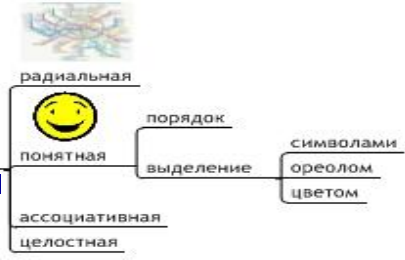 радиальная
порядок
символами
понятная
выделение
ореолом
цветом
ассоциативная
целостная